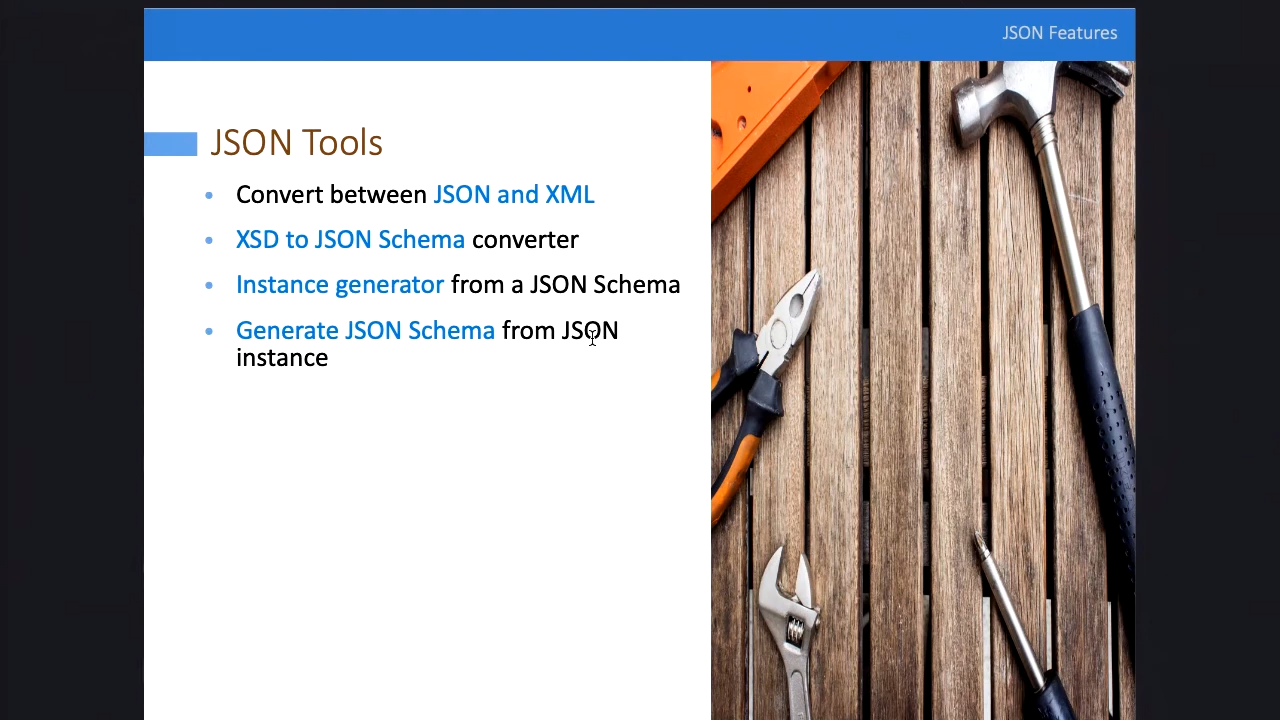 JSON Features
JSON Tools
Convert between JSON and XML
XSD to JSON Schema converter
Instance generator from a JSON Schema
Generate JSON Schema from JSON
instance